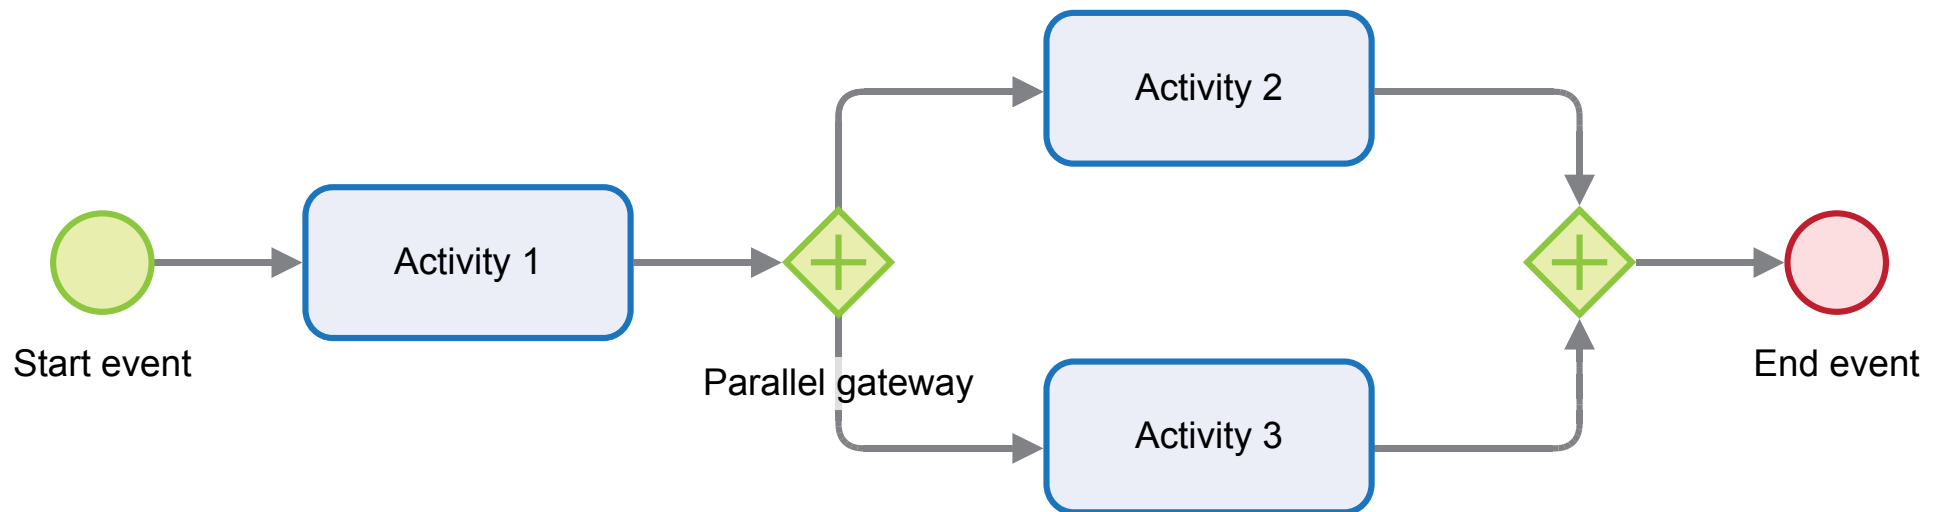 Start event
Activity 1
Parallel gateway
Activity 2
Activity 3
End event